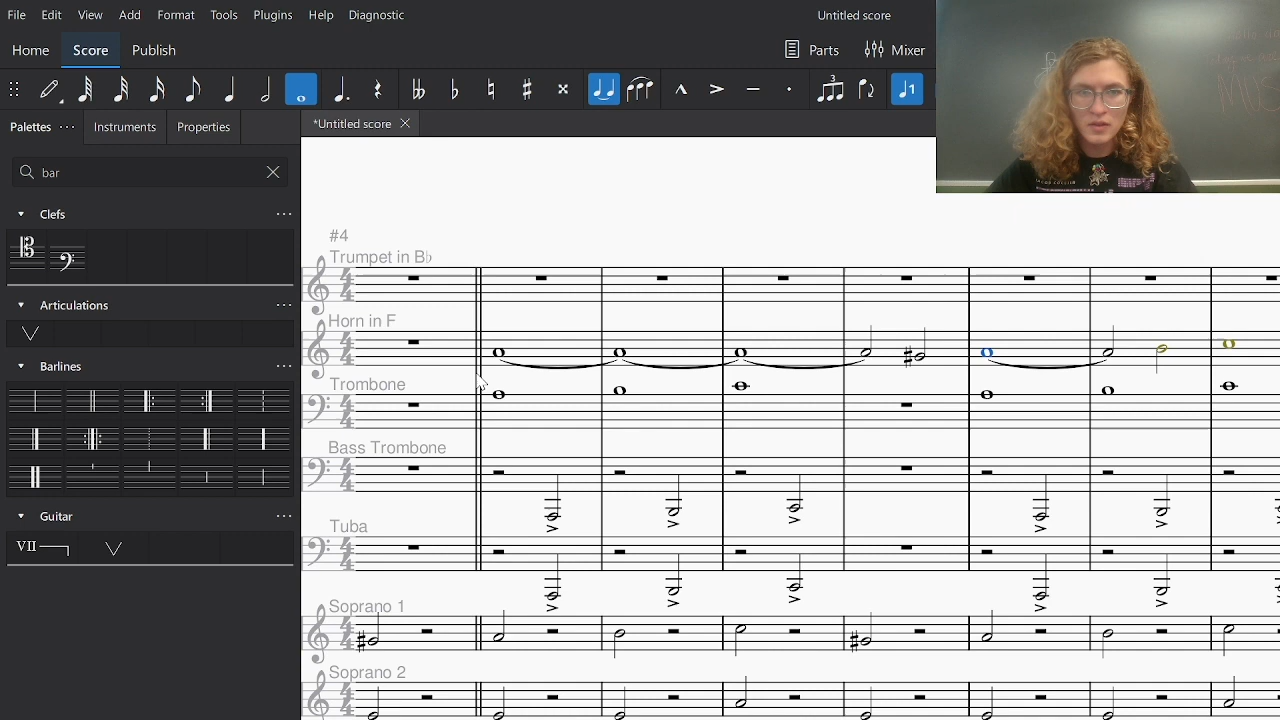 File Edit View Add Format Tools Plugins Help Diagnostic Untitled score
Home Score Publish Parts Mixer
3 1
Palettes Instruments Properties *Untitled score
bar
Clefs
#4
Trumpet in B♭
Articulations
Horn in F
Barlines
Trombone
Bass Trombone
Guitar
Tuba
VII
Soprano 1
Soprano 2